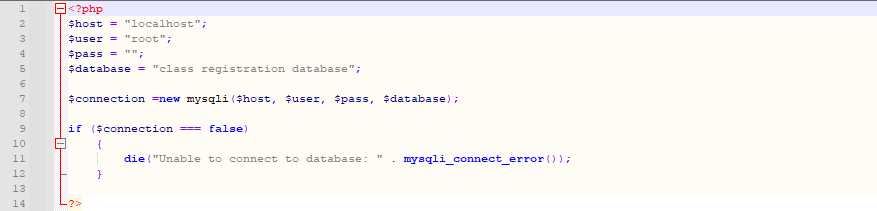 1 <?php
2 $host = "localhost";
3 $user = "root";
4 $pass = "";
5 $database = "class registration database";
6
7 $connection =new mysqli($host, $user, $pass, $database);
8
9 if ($connection === false)
10 {
11 die("Unable to connect to database: " . mysqli_connect_error());
12 }
13
14 ?>